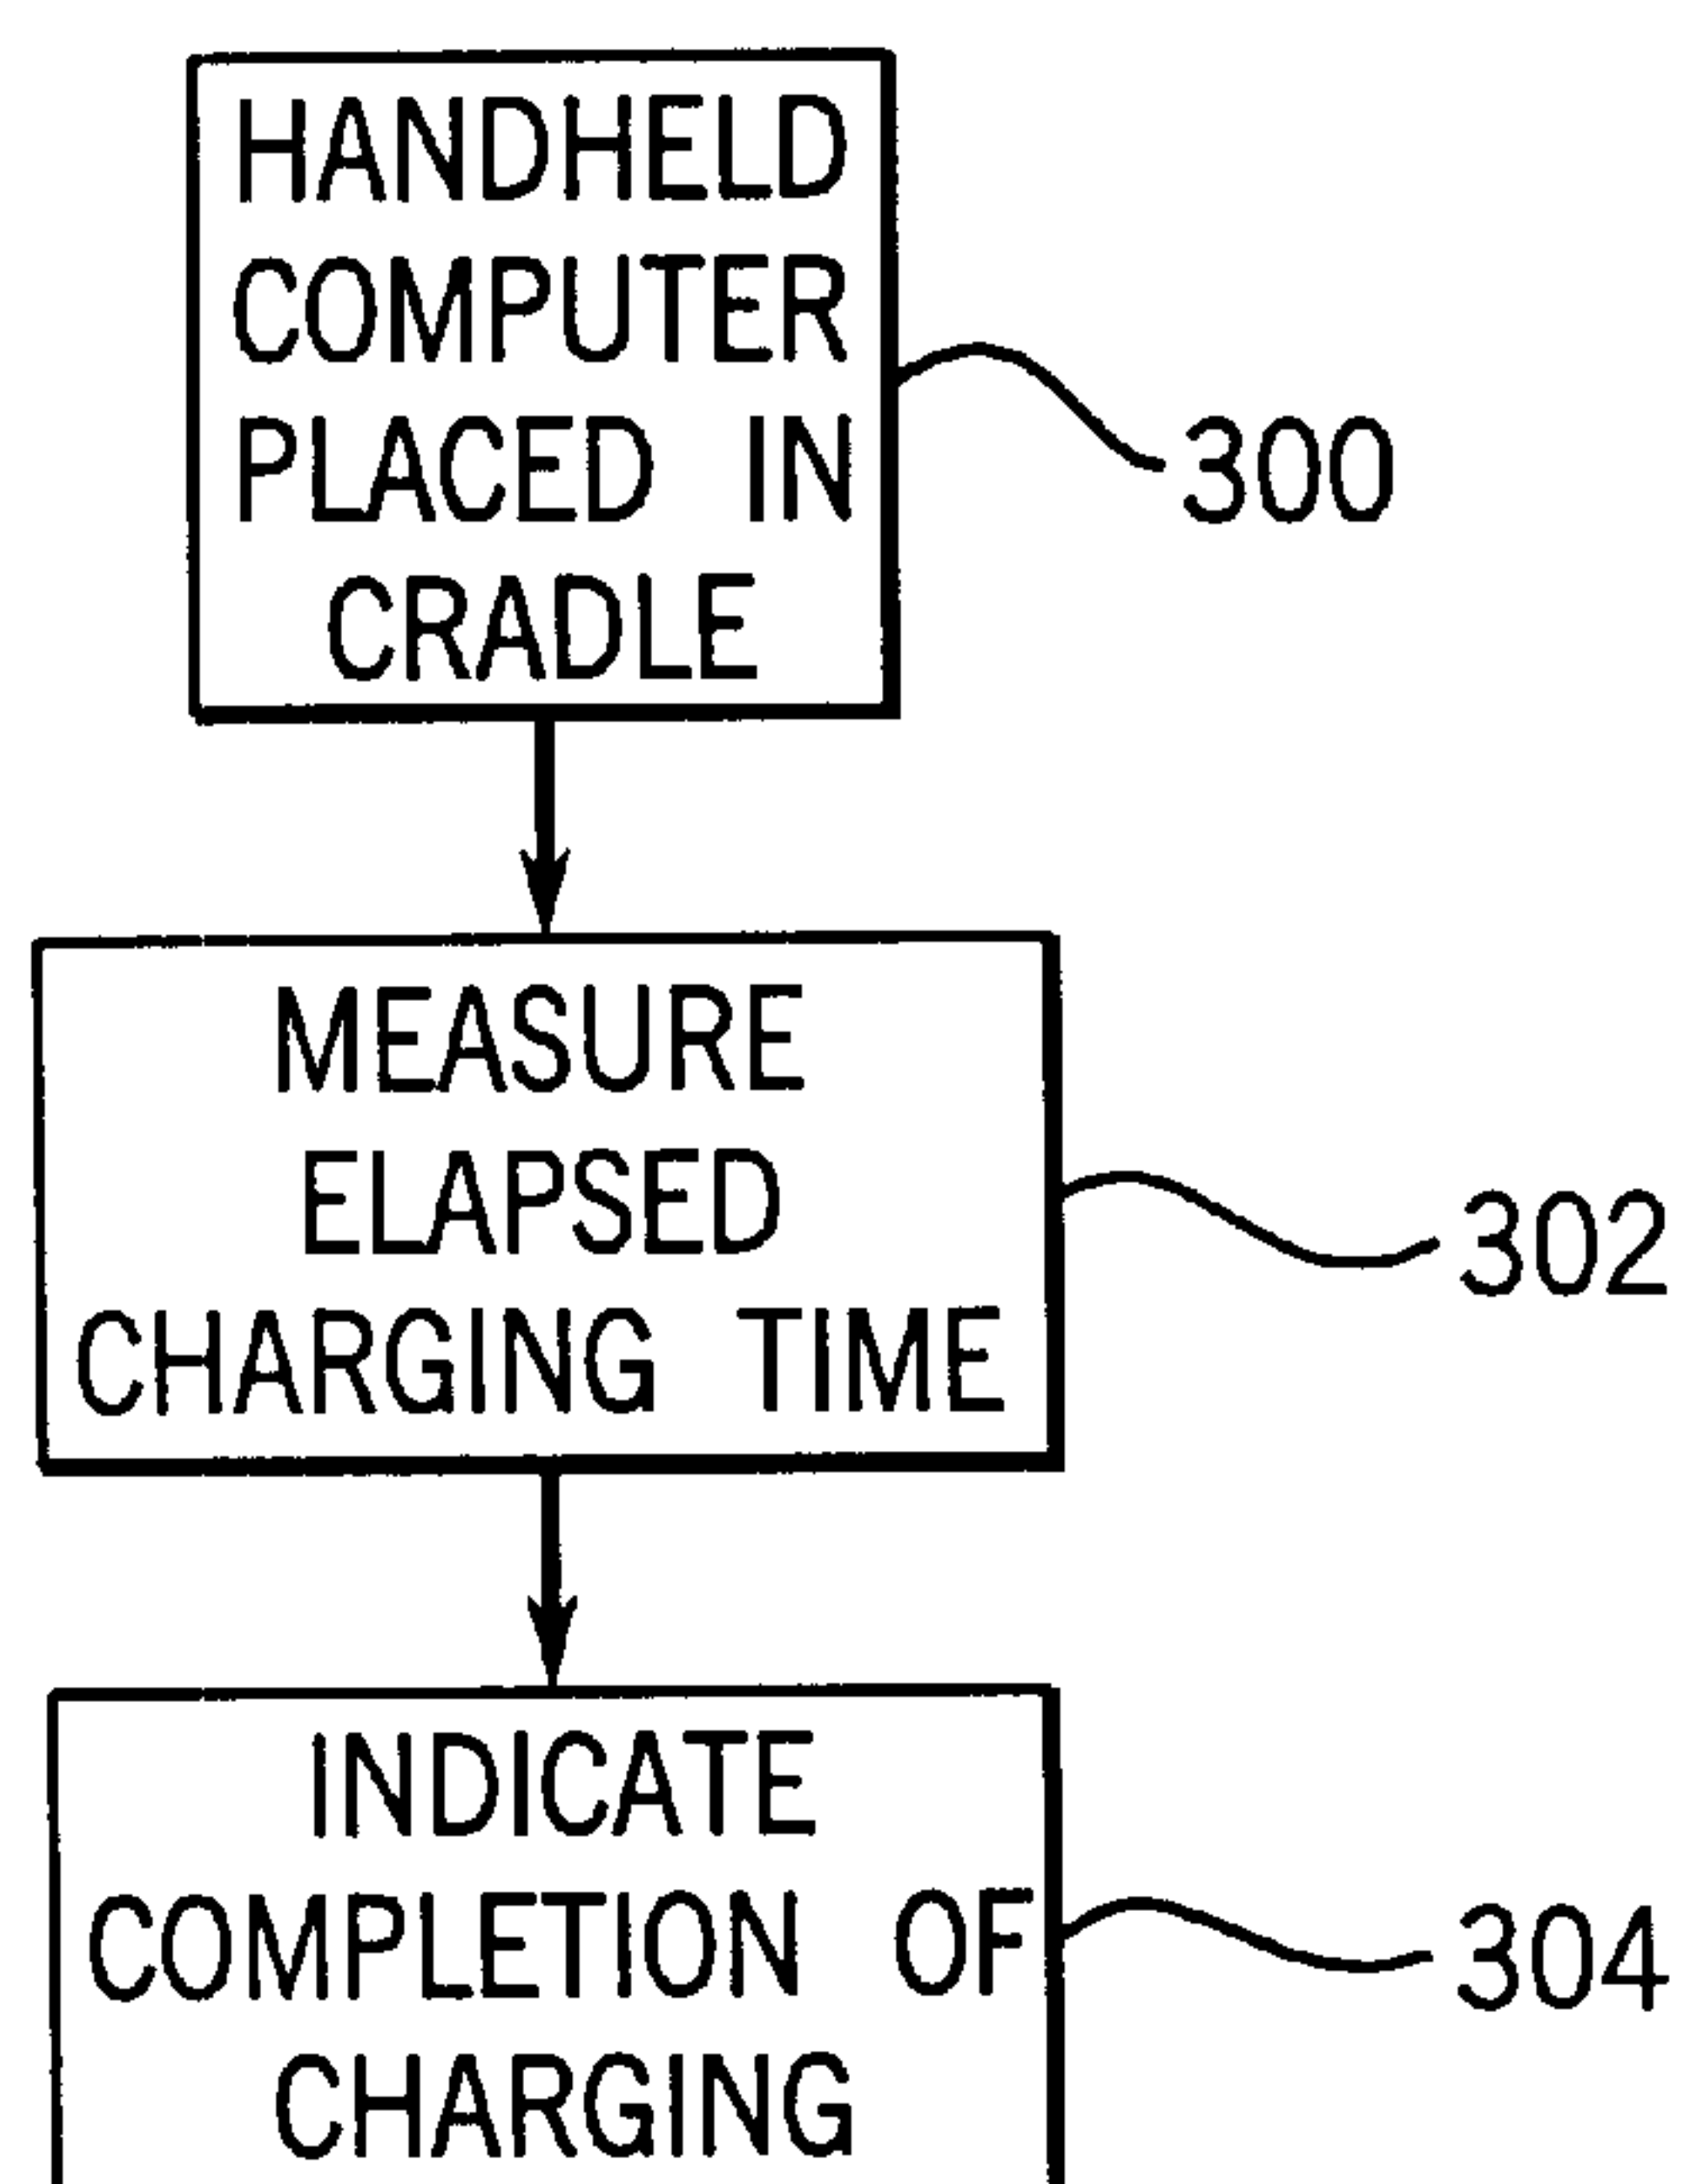 HANDHELD
COMPUTER
PLACED IN
CRADLE
300
MEASURE
ELAPSED
CHARGING TIME
302
INDICATE
COMPLETION OF
CHARGING
304